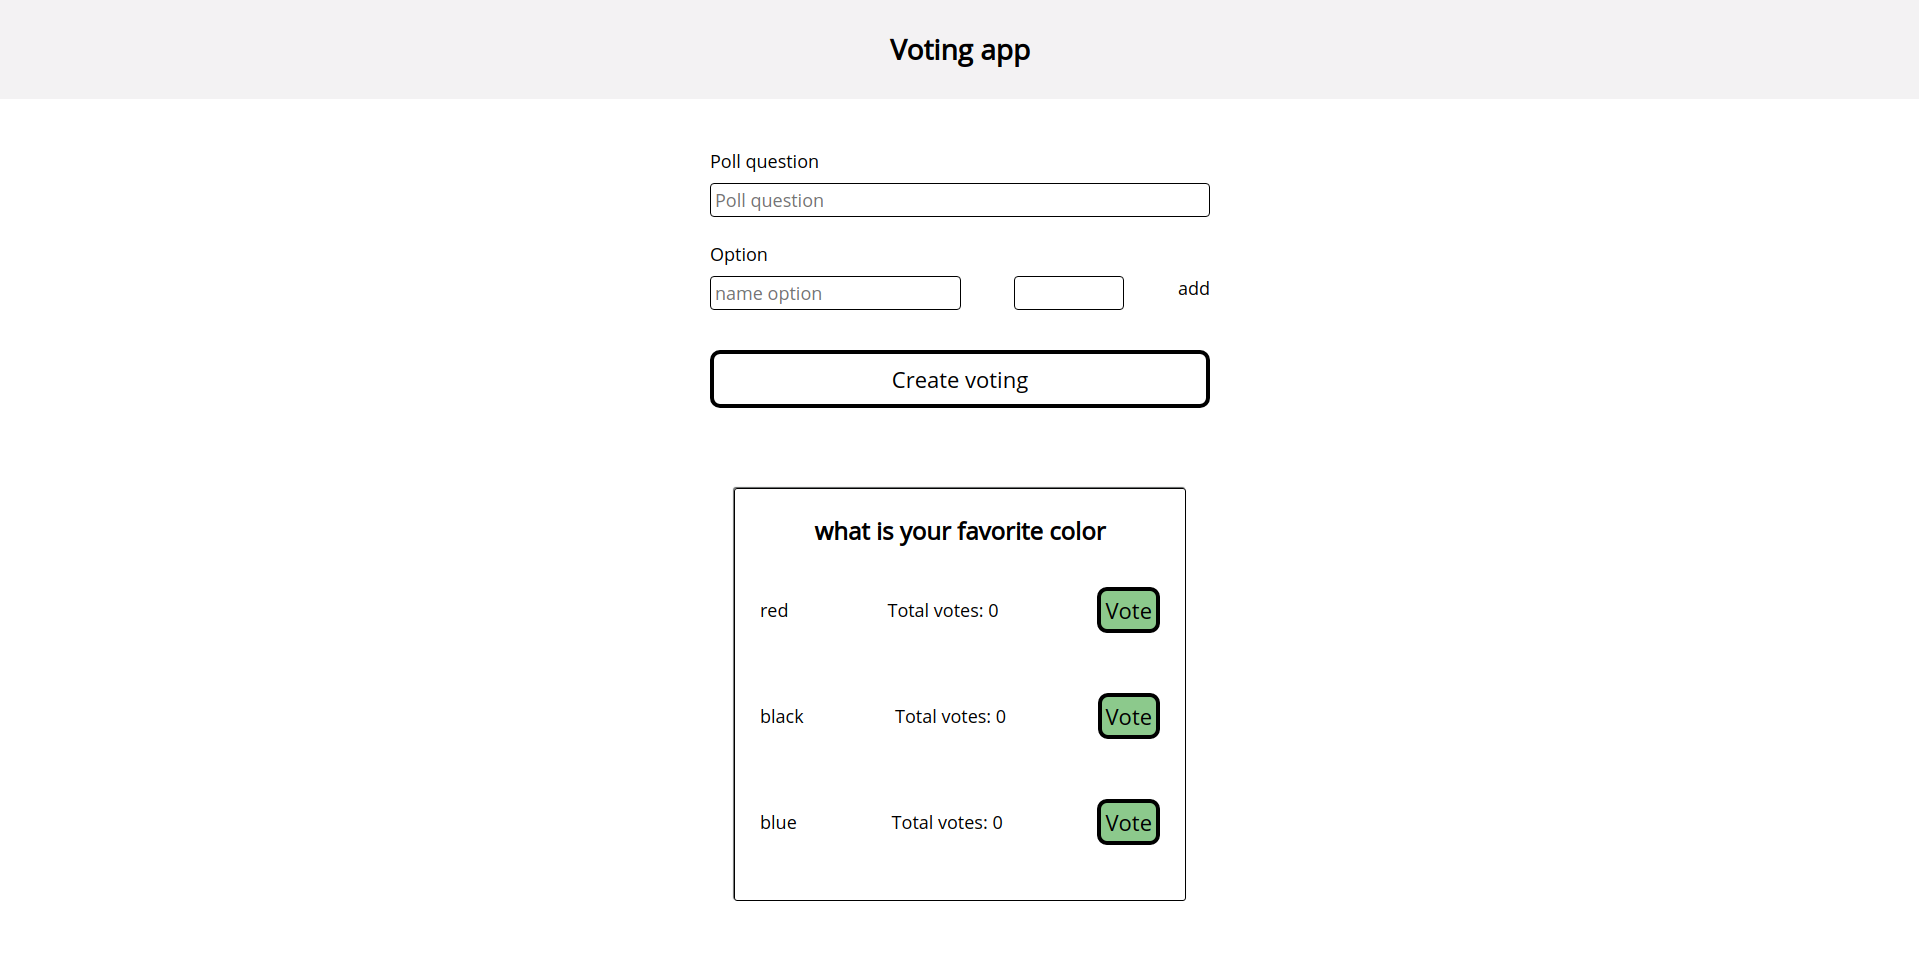 Voting app
Poll question
Poll question
Option
name option add
Create voting
what is your favorite color
red Total votes: 0 Vote
black Total votes: 0 Vote
blue Total votes: 0 Vote